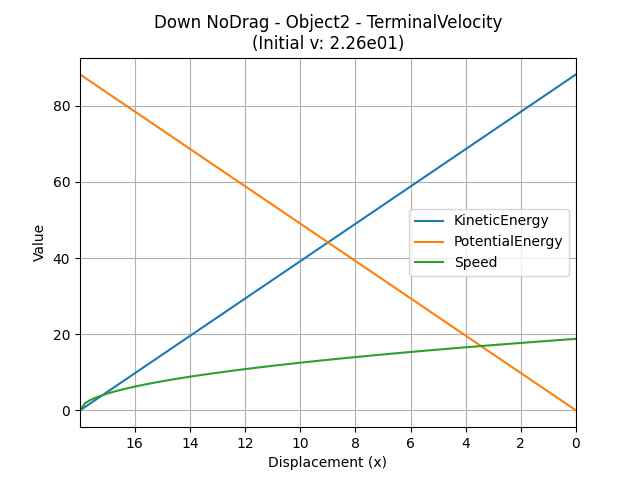 Down NoDrag - Object2 - TerminalVelocity
(Initial v: 2.26e01)
Value
80
60
40
20
0
KineticEnergy
PotentialEnergy
Speed
16 14 12 10 8 6 4 2 0
Displacement (x)